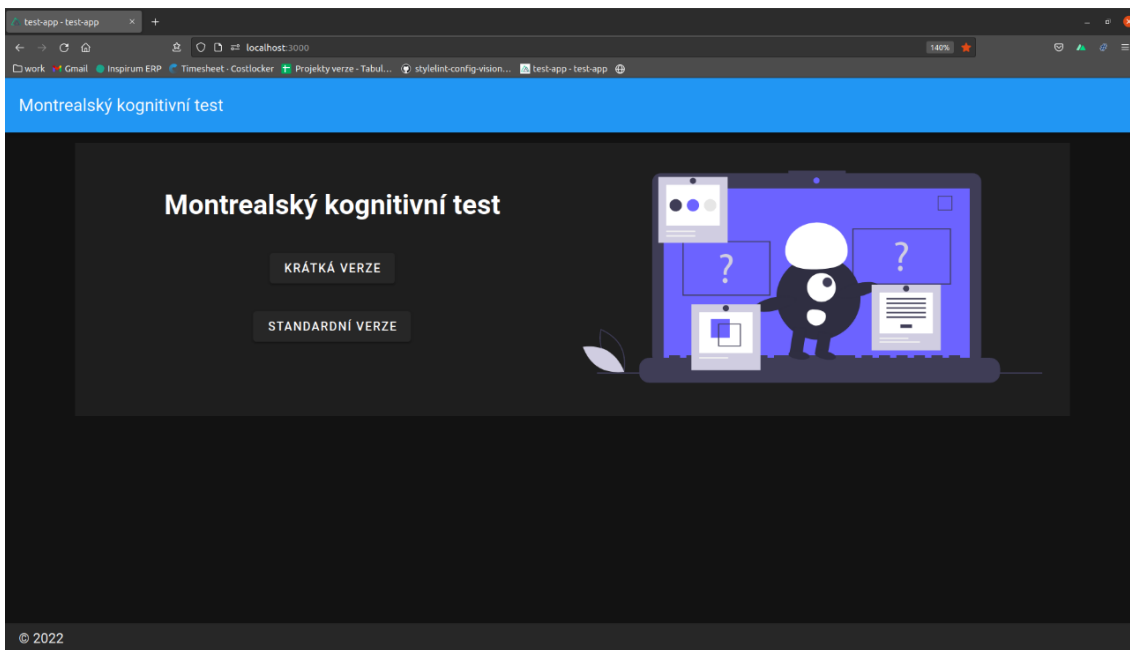 test-app - test-app
localhost:3000
140%
work Gmail Inspirum ERP Timesheet · Costlocker Projekty verze - Tabul... stylelint-config-vision... test-app - test-app
Montrealský kognitivní test
Montrealský kognitivní test
KRÁTKÁ VERZE
STANDARDNÍ VERZE
? ?
© 2022